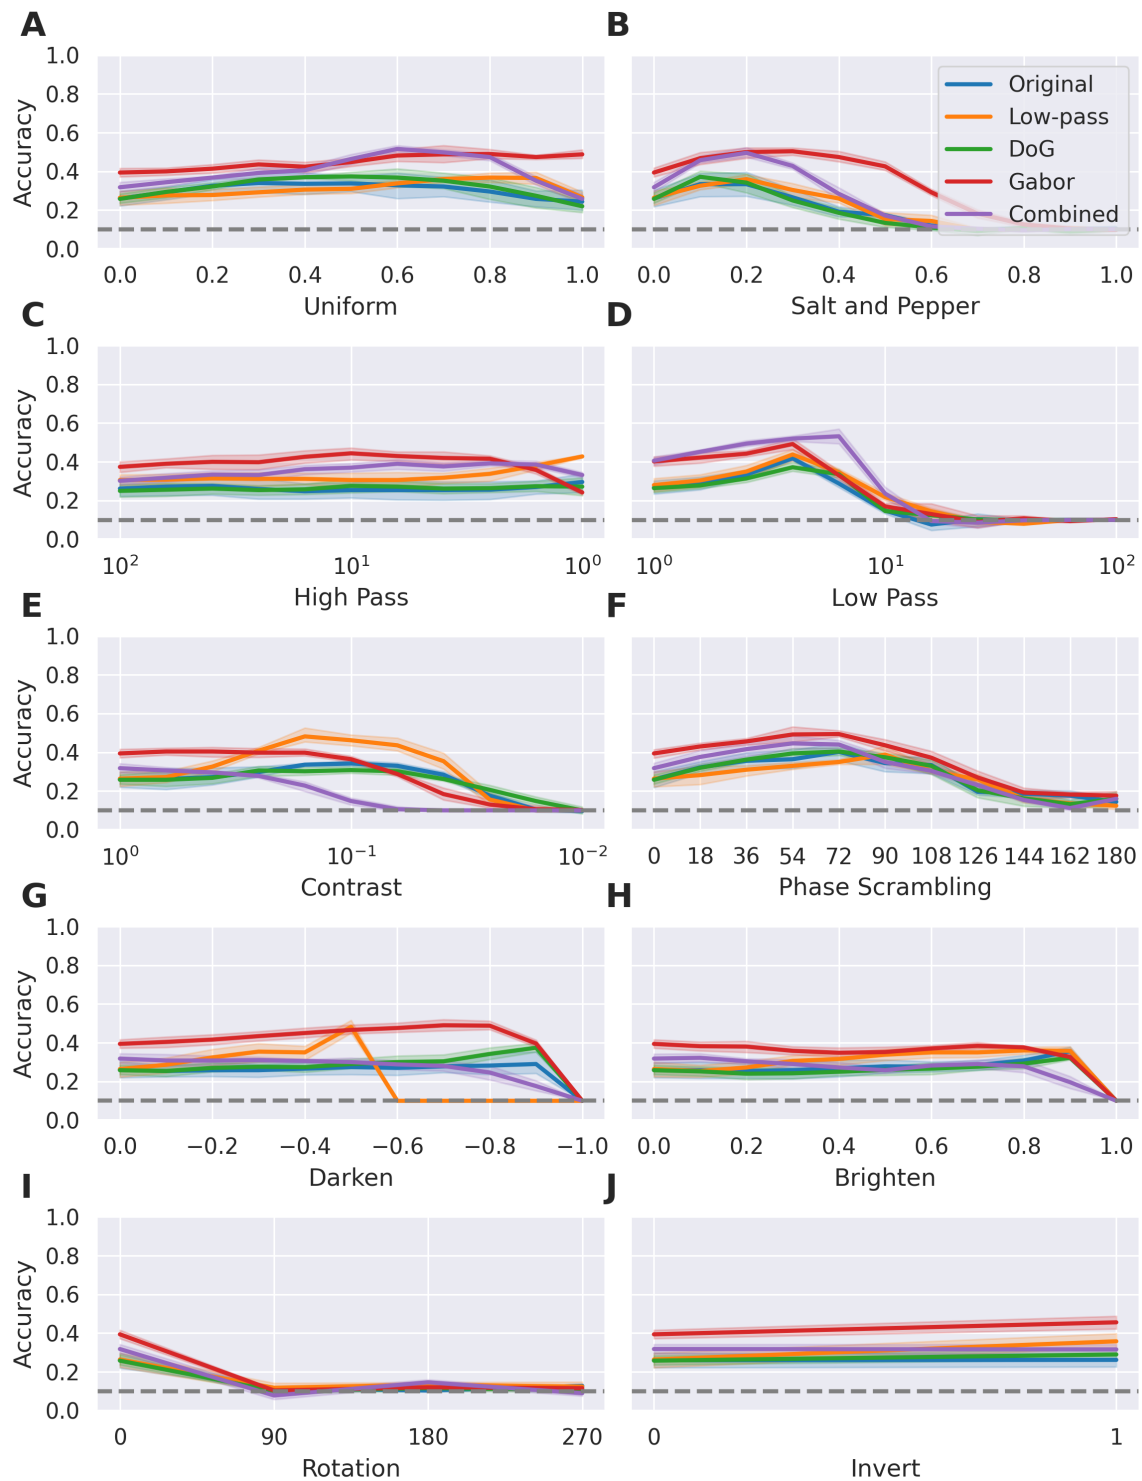 A B
1.0
0.8
0.6
0.4
0.2
0.0
Accuracy
Original
Low-pass
DoG
Gabor
Combined
0.0 0.2 0.4 0.6 0.8 1.0
Uniform
0.0 0.2 0.4 0.6 0.8 1.0
Salt and Pepper
C D
1.0
0.8
0.6
0.4
0.2
0.0
Accuracy
10² 10¹ 10⁰
High Pass
10⁰ 10¹ 10²
Low Pass
E F
1.0
0.8
0.6
0.4
0.2
0.0
Accuracy
10⁰ 10⁻¹ 10⁻²
Contrast
0 18 36 54 72 90 108 126 144 162 180
Phase Scrambling
G H
1.0
0.8
0.6
0.4
0.2
0.0
Accuracy
0.0 −0.2 −0.4 −0.6 −0.8 −1.0
Darken
0.0 0.2 0.4 0.6 0.8 1.0
Brighten
I J
1.0
0.8
0.6
0.4
0.2
0.0
Accuracy
0 90 180 270
Rotation
0 1
Invert